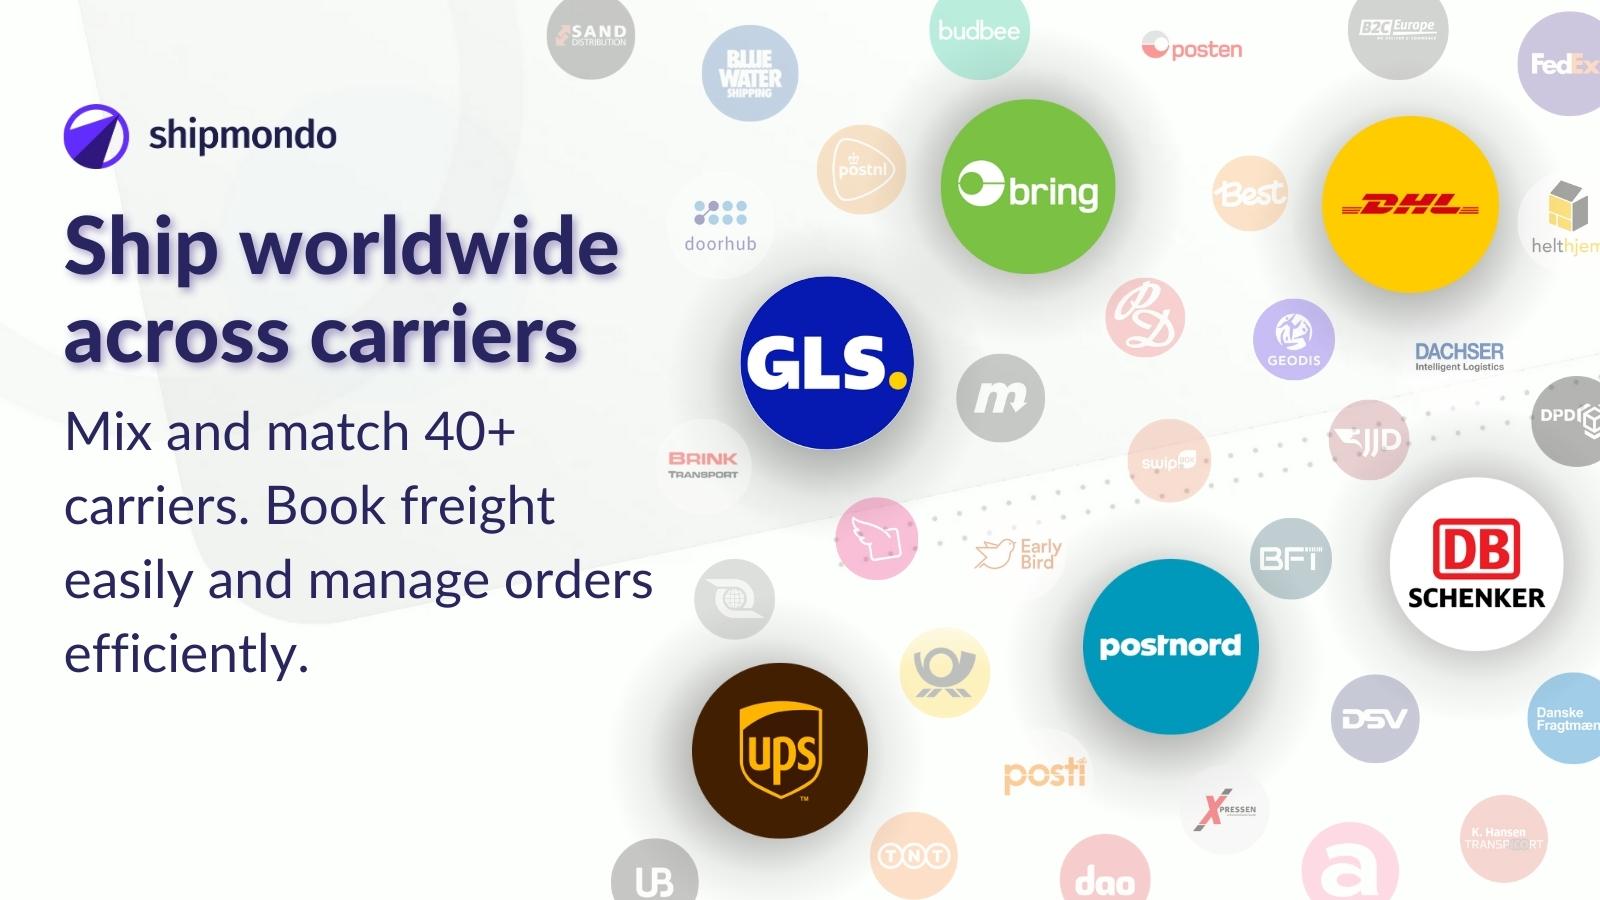 shipmondo
Ship worldwide
across carriers
Mix and match 40+
carriers. Book freight
easily and manage orders
efficiently.
SAND
DISTRIBUTION
BLUE
WATER
SHIPPING
budbee
posten
B2C Europe
FedEx
postnl
bring
Best
DHL
doorhub
helthjem
GLS.
GEODIS
DACHSER
Intelligent Logistics
m
DPD
BRINK
TRANSPORT
swipbox
JJD
Early
Bird
BFT
DB
SCHENKER
postnord
ups
TM
DSV
Danske
Fragtmæn
posti
XPRESSEN
TNT
K. Hansen
TRANSPORT
UB
dao
a